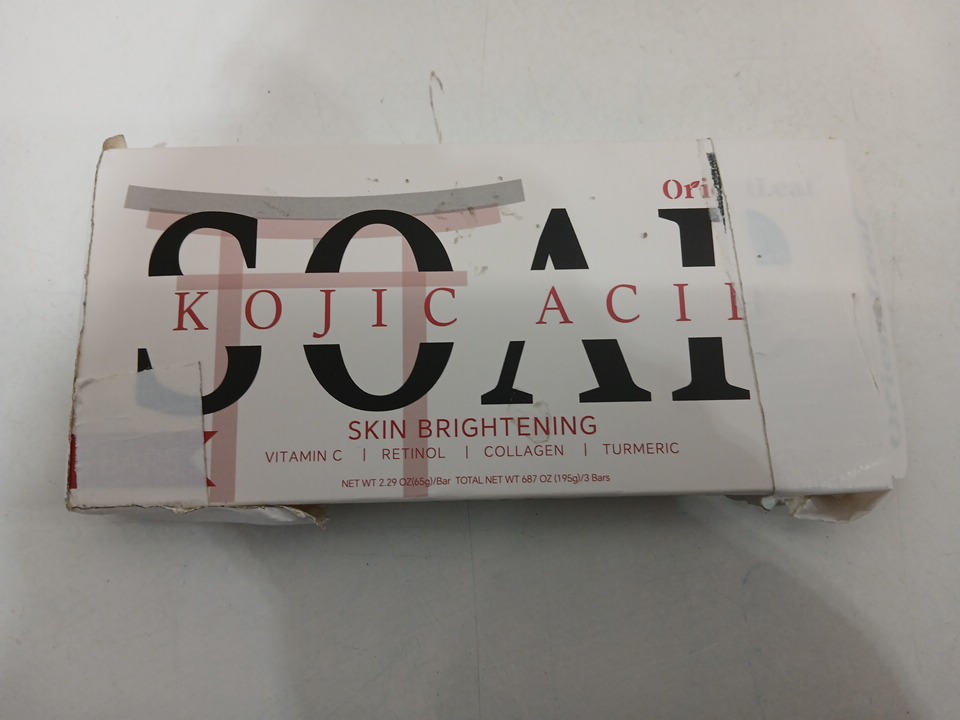 SOAP
KOJIC ACID
SKIN BRIGHTENING
VITAMIN C | RETINOL | COLLAGEN | TURMERIC
NET WT 2.29 OZ(65g)/Bar TOTAL NET WT 687 OZ (195g)/3 Bars